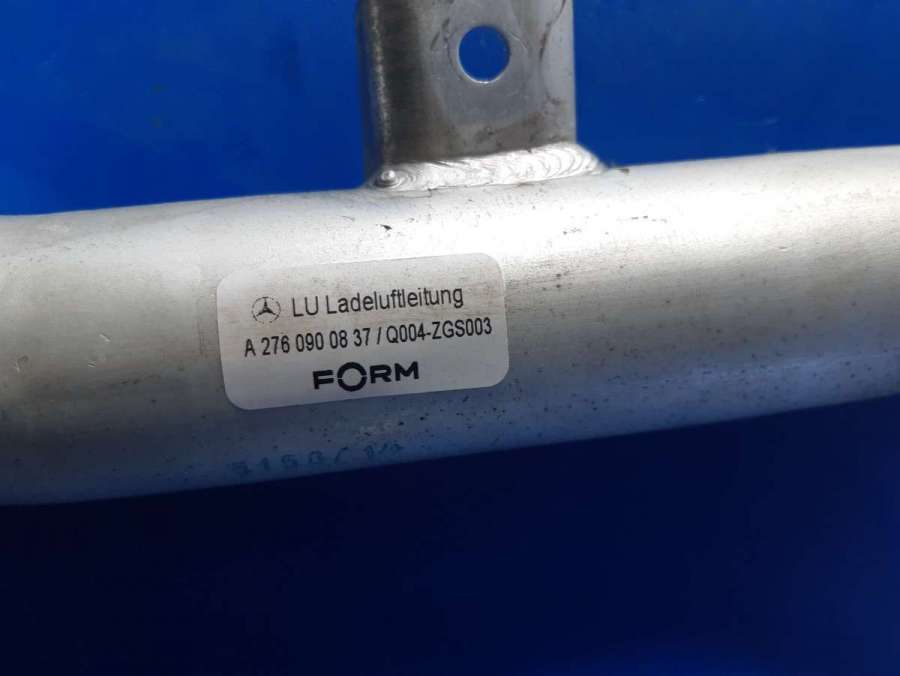 LU Ladeluftleitung
A 276 090 08 37 / Q004-ZGS003
FORM